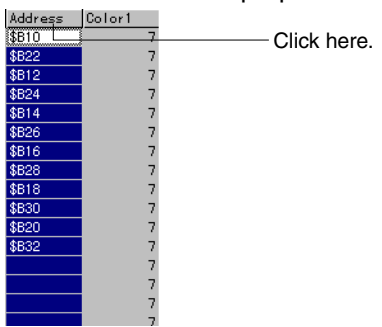 Address Color1
$B10 7 Click here.
$B22 7
$B12 7
$B24 7
$B14 7
$B26 7
$B16 7
$B28 7
$B18 7
$B30 7
$B20 7
$B32 7
7
7
7
7